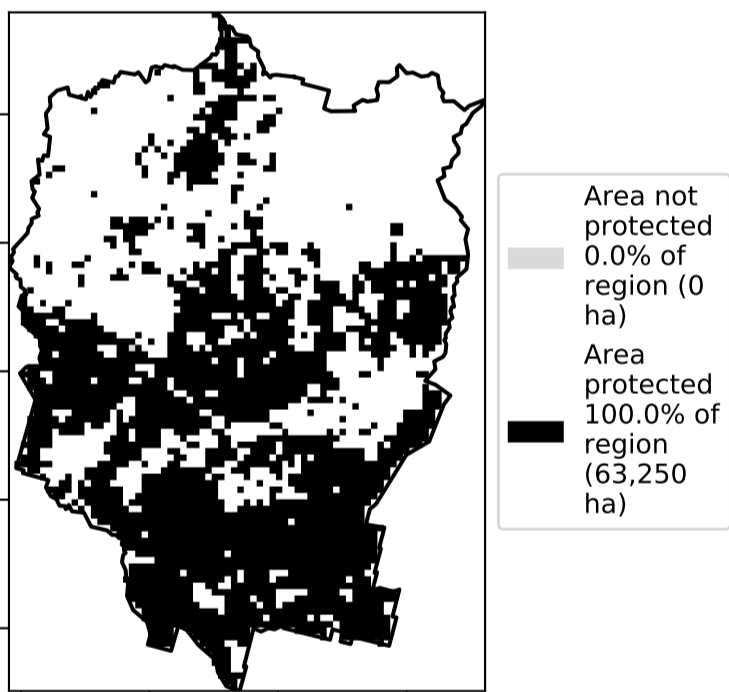 Area not
protected
0.0% of
region (0
ha)
Area
protected
100.0% of
region
(63,250
ha)